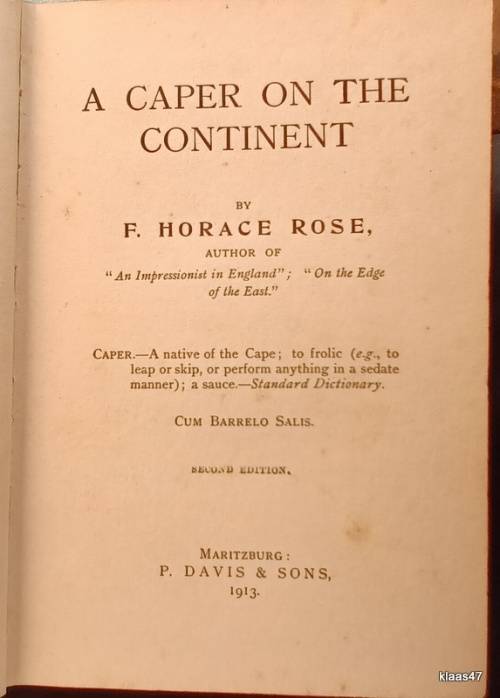 A CAPER ON THE
CONTINENT
BY
F. HORACE ROSE,
AUTHOR OF
"An Impressionist in England"; "On the Edge
of the East."
CAPER.—A native of the Cape; to frolic (e.g., to
leap or skip, or perform anything in a sedate
manner); a sauce.—Standard Dictionary.
CUM BARRELO SALIS.
SECOND EDITION.
MARITZBURG:
P. DAVIS & SONS,
1913.
klaas47